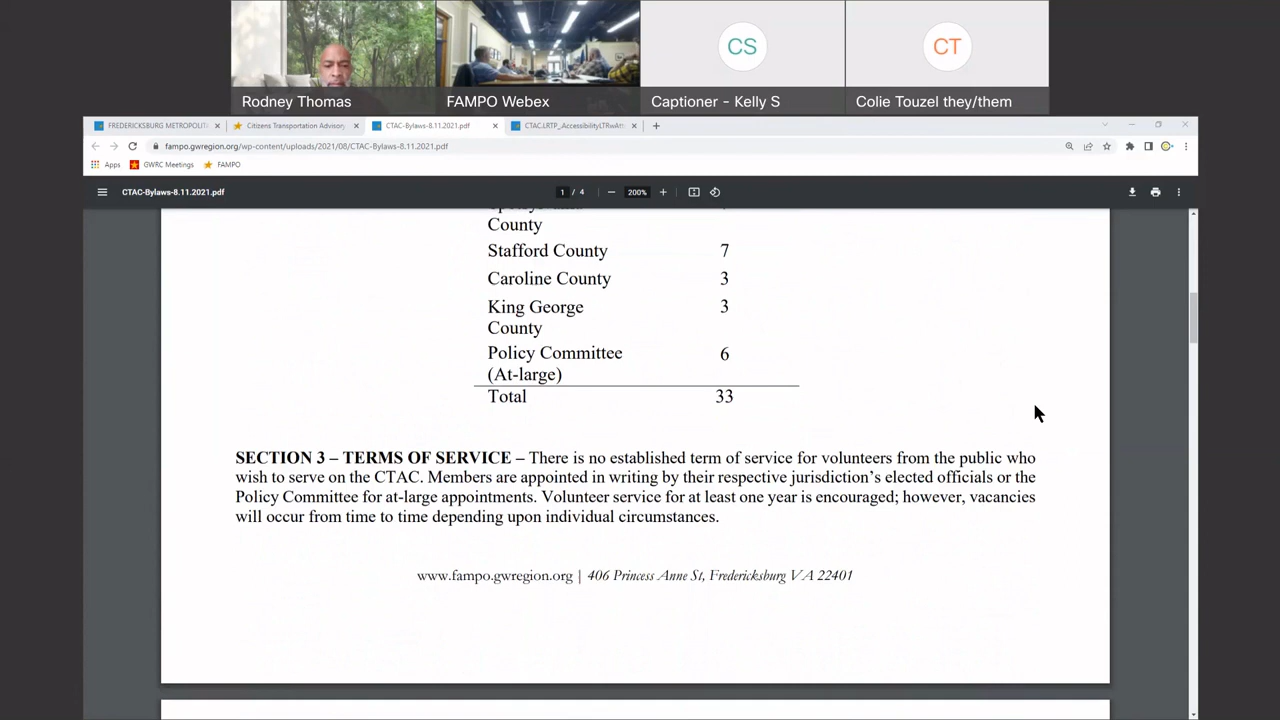 CS
CT
Rodney Thomas
FAMPO Webex
Captioner - Kelly S
Colie Touzel they/them
FREDERICKSBURG METROPOLIT
Citizens Transportation Advisory
CTAC-Bylaws-8.11.2021.pdf
CTAC.LRTP_AccessibilityLTRwAtt
fampo.gwregion.org/wp-content/uploads/2021/08/CTAC-Bylaws-8.11.2021.pdf
Apps GWRC Meetings FAMPO
CTAC-Bylaws-8.11.2021.pdf
1 / 4
200%
County
Stafford County 7
Caroline County 3
King George 3
County
Policy Committee 6
(At-large)
Total 33
SECTION 3 – TERMS OF SERVICE – There is no established term of service for volunteers from the public who
wish to serve on the CTAC. Members are appointed in writing by their respective jurisdiction’s elected officials or the
Policy Committee for at-large appointments. Volunteer service for at least one year is encouraged; however, vacancies
will occur from time to time depending upon individual circumstances.
www.fampo.gwregion.org | 406 Princess Anne St, Fredericksburg VA 22401